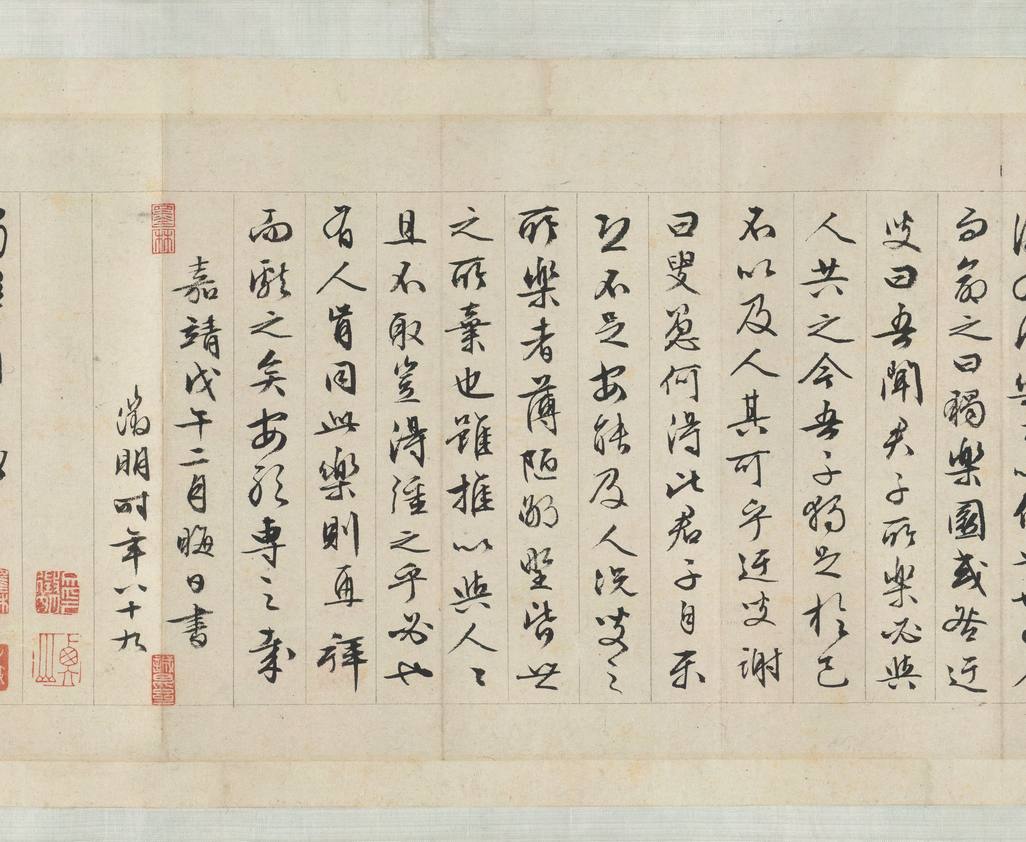 而命之曰獨樂園或咎迂
叟曰吾聞君子所樂必與
人共之今吾子獨足於己
不以及人其可乎迂叟謝
曰叟愚何得比君子自樂
恐不足安能及人況叟之
所樂者薄陋鄙野皆世
之所棄也雖推以與人々
且不取豈得強之乎必也
有人肯同此樂則再拜
而獻之矣安敢專之哉
嘉靖戊午二月晦日書
徵明時年八十九